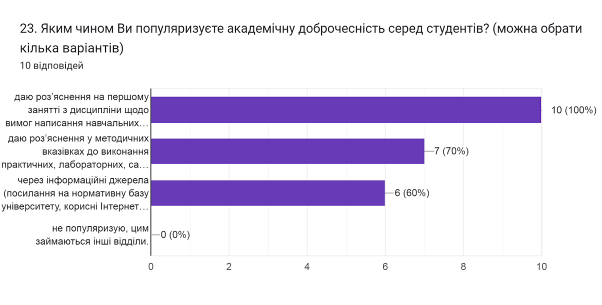 23. Яким чином Ви популяризуєте академічну доброчесність серед студентів? (можна обрати
кілька варіантів)
10 відповідей
даю роз’яснення на першому
занятті з дисципліни щодо
вимог написання навчальних…
10 (100%)
даю роз’яснення у методичних
вказівках до виконання
практичних, лабораторних, са…
7 (70%)
через інформаційні джерела
(посилання на нормативну базу
університету, корисні Інтернет…
6 (60%)
не популяризую, цим
займаються інші відділи.
0 (0%)
0 2 4 6 8 10